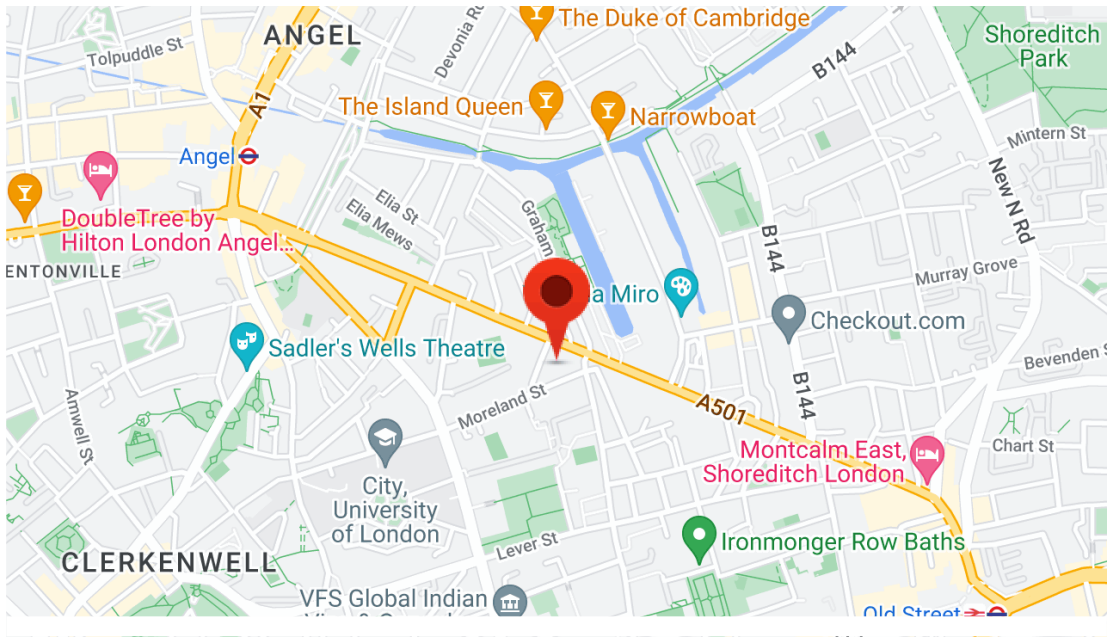 ANGEL
The Duke of Cambridge
Shoreditch
Park
Tolpuddle St
Devonia R
B144
A1
The Island Queen
Narrowboat
Mintern St
Angel
New N Rd
DoubleTree by
Hilton London Angel...
Elia St
Elia Mews
Graham
B144
ENTONVILLE
Murray Grove
a Miro
Checkout.com
Sadler's Wells Theatre
Bevenden S
Amwell St
Moreland St
A501
B144
Montcalm East,
Shoreditch London
Chart St
City,
University
of London
Lever St
Ironmonger Row Baths
CLERKENWELL
VFS Global Indian
Old Street